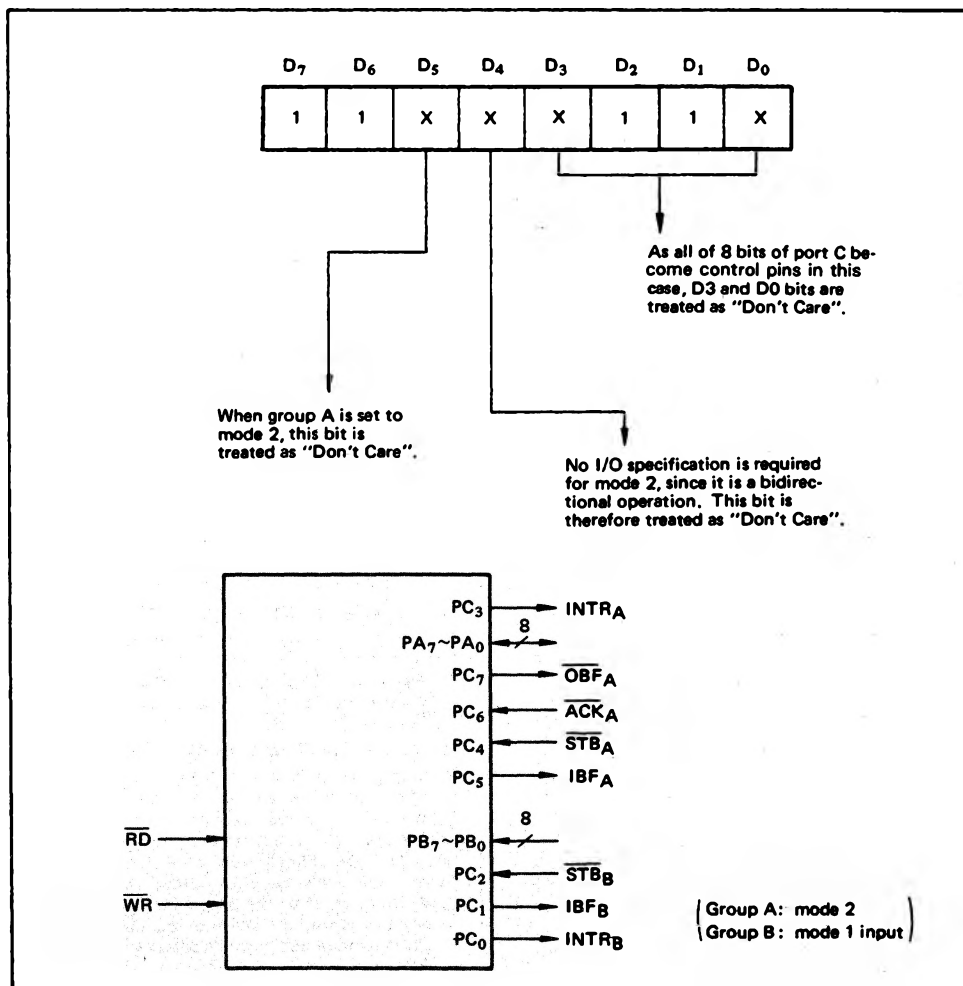 D7 D6 D5 D4 D3 D2 D1 D0
1 1 X X X 1 1 X
As all of 8 bits of port C be-
come control pins in this
case, D3 and D0 bits are
treated as "Don't Care".
When group A is set to
mode 2, this bit is
treated as "Don't Care".
No I/O specification is required
for mode 2, since it is a bidirec-
tional operation. This bit is
therefore treated as "Don't Care".
PC3 INTRA
PA7~PA0 8
PC7 OBFA
PC6 ACKA
PC4 STBA
PC5 IBFA
RD
PB7~PB0 8
PC2 STBB
WR
PC1 IBFB
PC0 INTRB
(Group A: mode 2
Group B: mode 1 input)